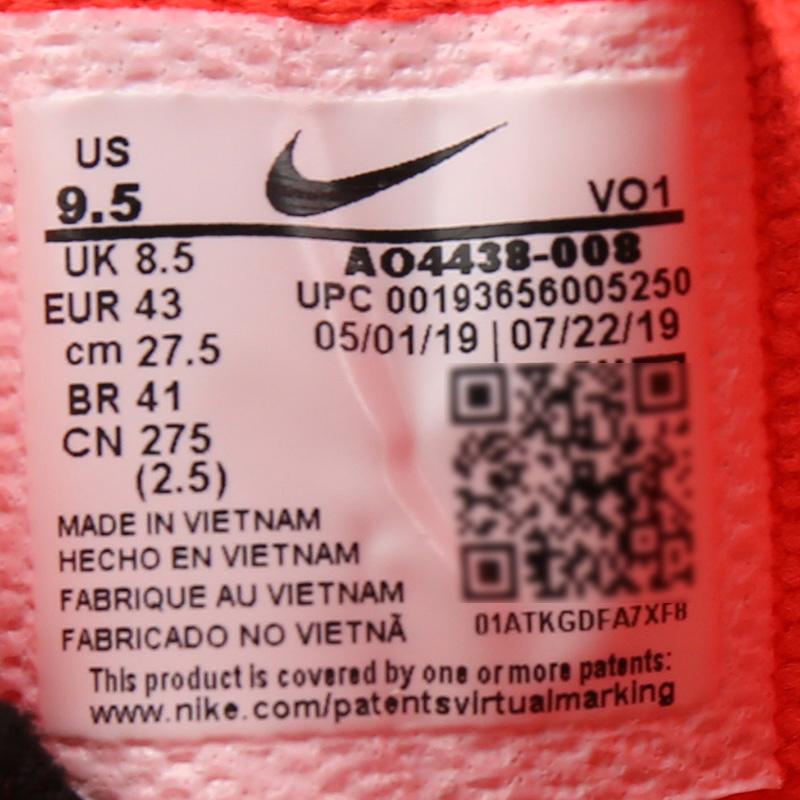 US
9.5
VO1
UK 8.5
AO4438-008
EUR 43
UPC 00193656005250
cm 27.5
05/01/19 | 07/22/19
BR 41
CN 275
(2.5)
MADE IN VIETNAM
HECHO EN VIETNAM
FABRIQUE AU VIETNAM
FABRICADO NO VIETNÃ
01ATKGDFA7XF8
This product is covered by one or more patents:
www.nike.com/patentsvirtualmarking